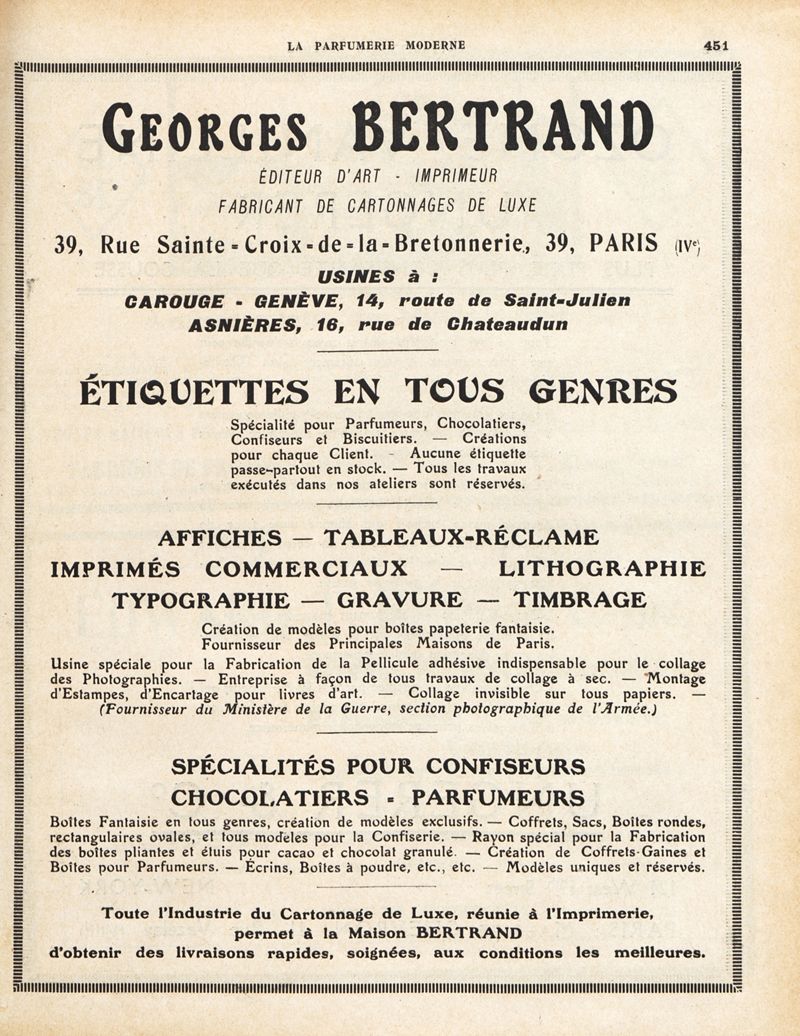 LA PARFUMERIE MODERNE 451
GEORGES BERTRAND
ÉDITEUR D'ART - IMPRIMEUR
FABRICANT DE CARTONNAGES DE LUXE
39, Rue Sainte-Croix-de-la-Bretonnerie, 39, PARIS (IVe)
USINES à :
CAROUGE - GENÈVE, 14, route de Saint-Julien
ASNIÈRES, 16, rue de Chateaudun
ÉTIQUETTES EN TOUS GENRES
Spécialité pour Parfumeurs, Chocolatiers,
Confiseurs et Biscuitiers. — Créations
pour chaque Client. - Aucune étiquette
passe-partout en stock. — Tous les travaux
exécutés dans nos ateliers sont réservés.
AFFICHES — TABLEAUX-RÉCLAME
IMPRIMÉS COMMERCIAUX — LITHOGRAPHIE
TYPOGRAPHIE — GRAVURE — TIMBRAGE
Création de modèles pour boîtes papeterie fantaisie.
Fournisseur des Principales Maisons de Paris.
Usine spéciale pour la Fabrication de la Pellicule adhésive indispensable pour le collage
des Photographies. — Entreprise à façon de tous travaux de collage à sec. — Montage
d'Estampes, d'Encartage pour livres d'art. — Collage invisible sur tous papiers. —
(Fournisseur du Ministère de la Guerre, section photographique de l'Armée.)
SPÉCIALITÉS POUR CONFISEURS
CHOCOLATIERS - PARFUMEURS
Boîtes Fantaisie en tous genres, création de modèles exclusifs. — Coffrets, Sacs, Boîtes rondes,
rectangulaires ovales, et tous modèles pour la Confiserie. — Rayon spécial pour la Fabrication
des boîtes pliantes et étuis pour cacao et chocolat granulé. — Création de Coffrets-Gaines et
Boîtes pour Parfumeurs. — Écrins, Boîtes à poudre, etc., etc. — Modèles uniques et réservés.
Toute l'Industrie du Cartonnage de Luxe, réunie à l'Imprimerie,
permet à la Maison BERTRAND
d'obtenir des livraisons rapides, soignées, aux conditions les meilleures.